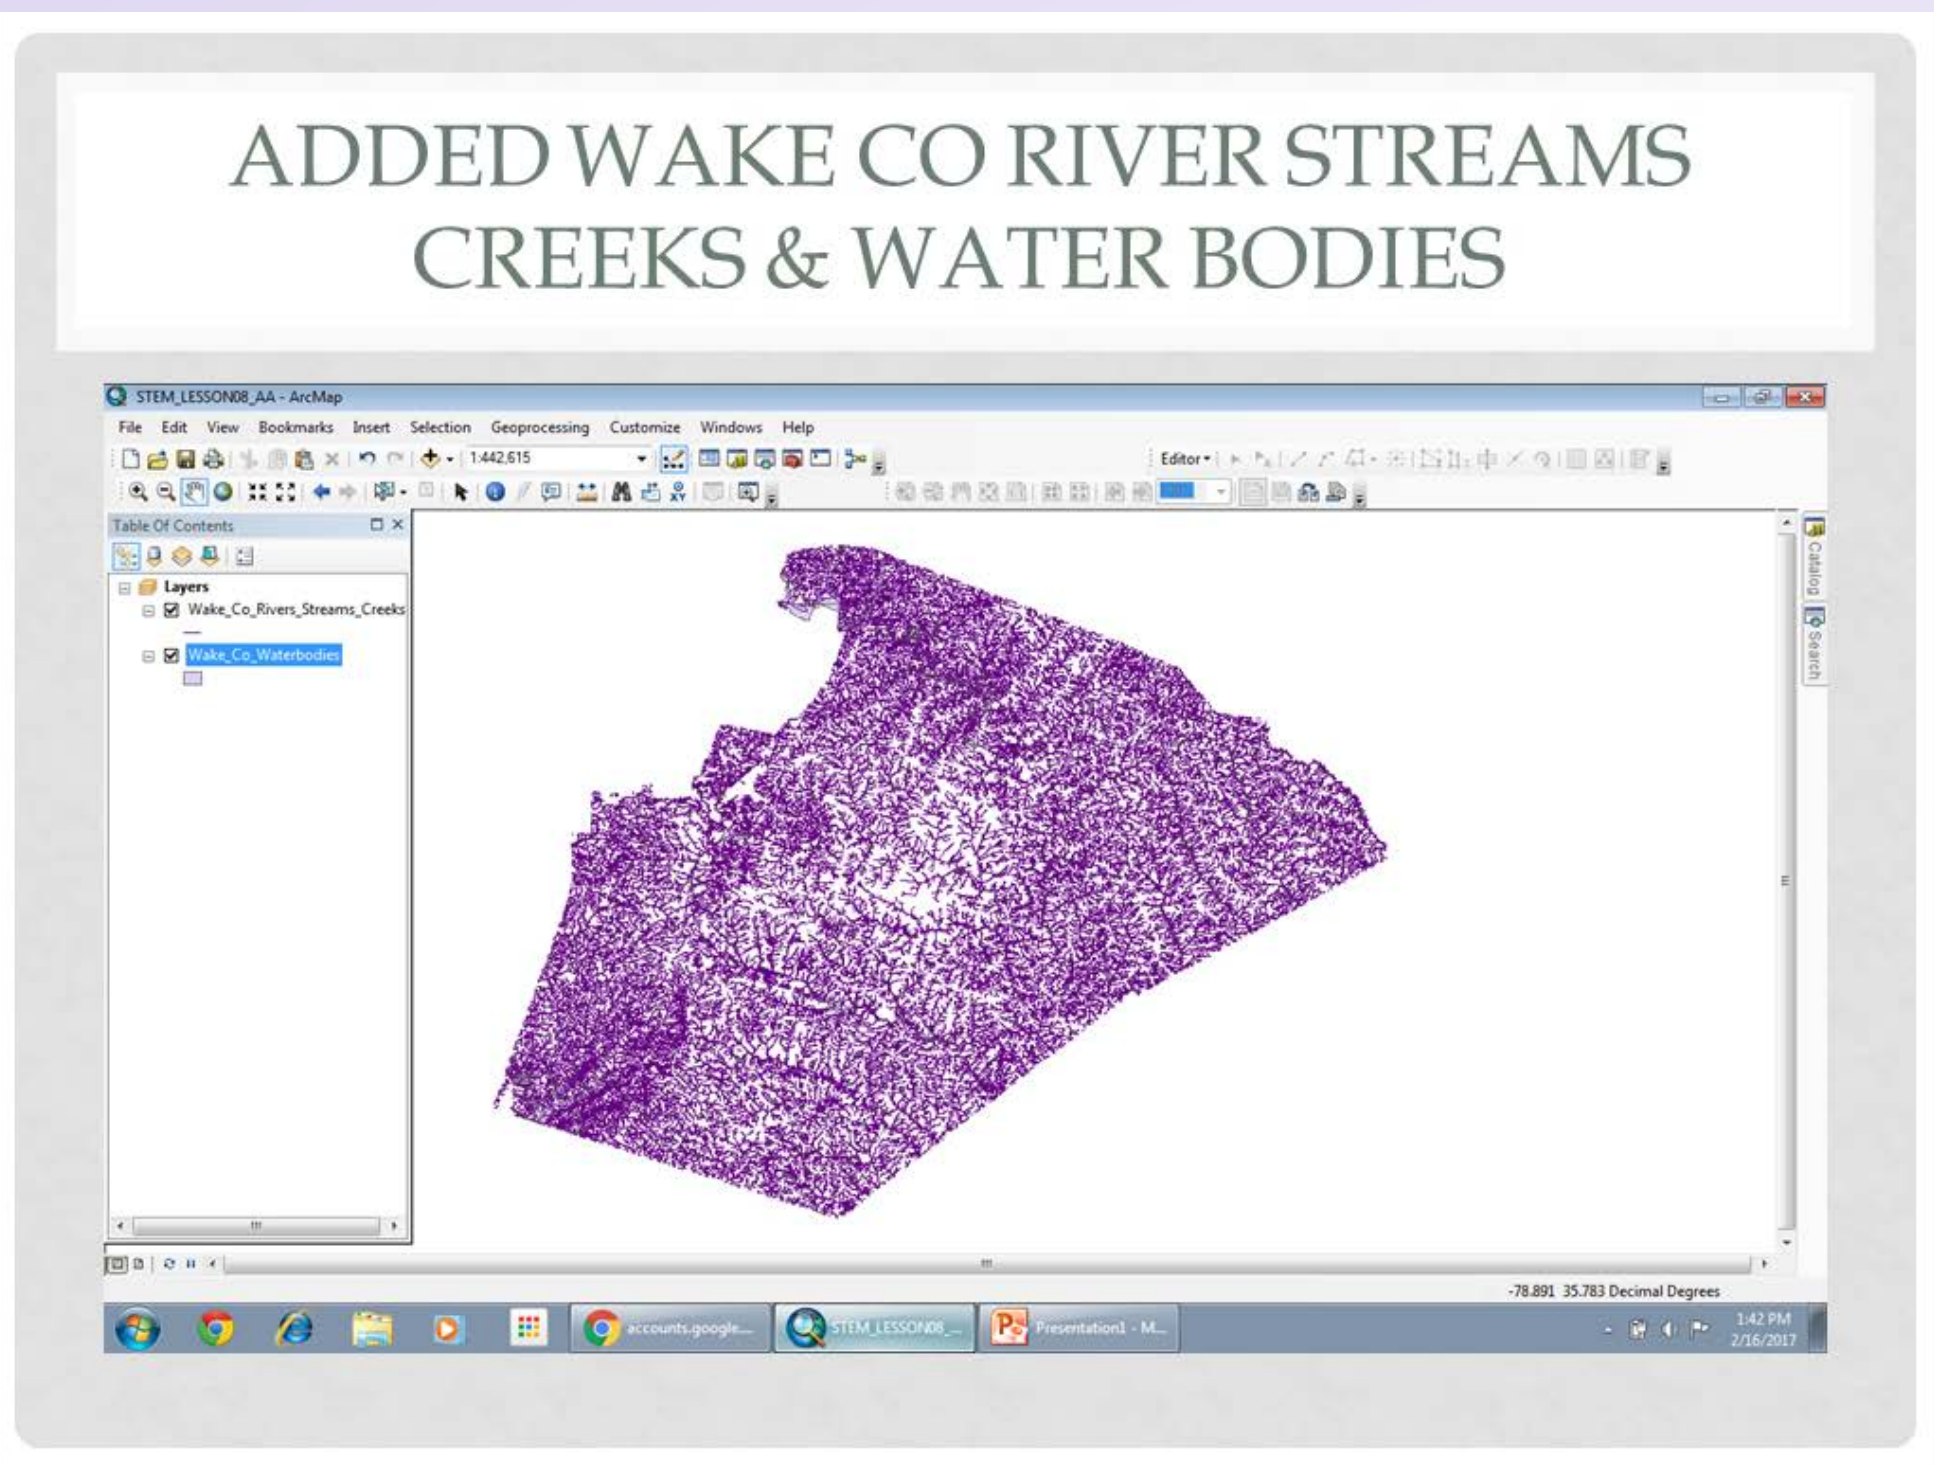 ADDED WAKE CO RIVER STREAMS
CREEKS & WATER BODIES
STEM_LESSON08_AA - ArcMap
File Edit View Bookmarks Insert Selection Geoprocessing Customize Windows Help
1:442,615
Editor
Table Of Contents
Layers
Wake_Co_Rivers_Streams_Creeks
Wake_Co_Waterbodies
Catalog
Search
-78.891 35.783 Decimal Degrees
accounts.google....
STEM_LESSON08_...
Presentation1 - M...
1:42 PM
2/16/2017